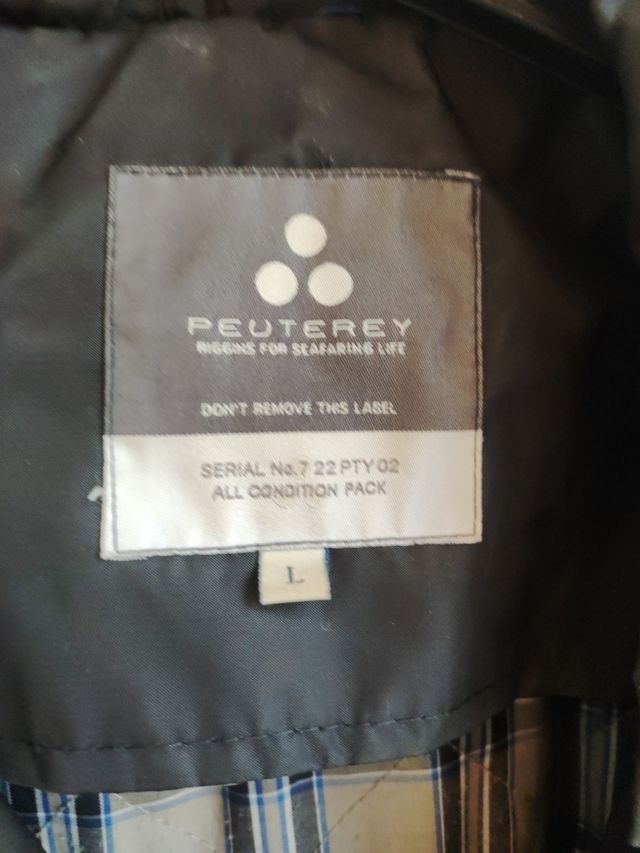 PEUTEREY
RIGGINS FOR SEAFARING LIFE
DON'T REMOVE THIS LABEL
SERIAL No.7 22 PTY 02
ALL CONDITION PACK
L